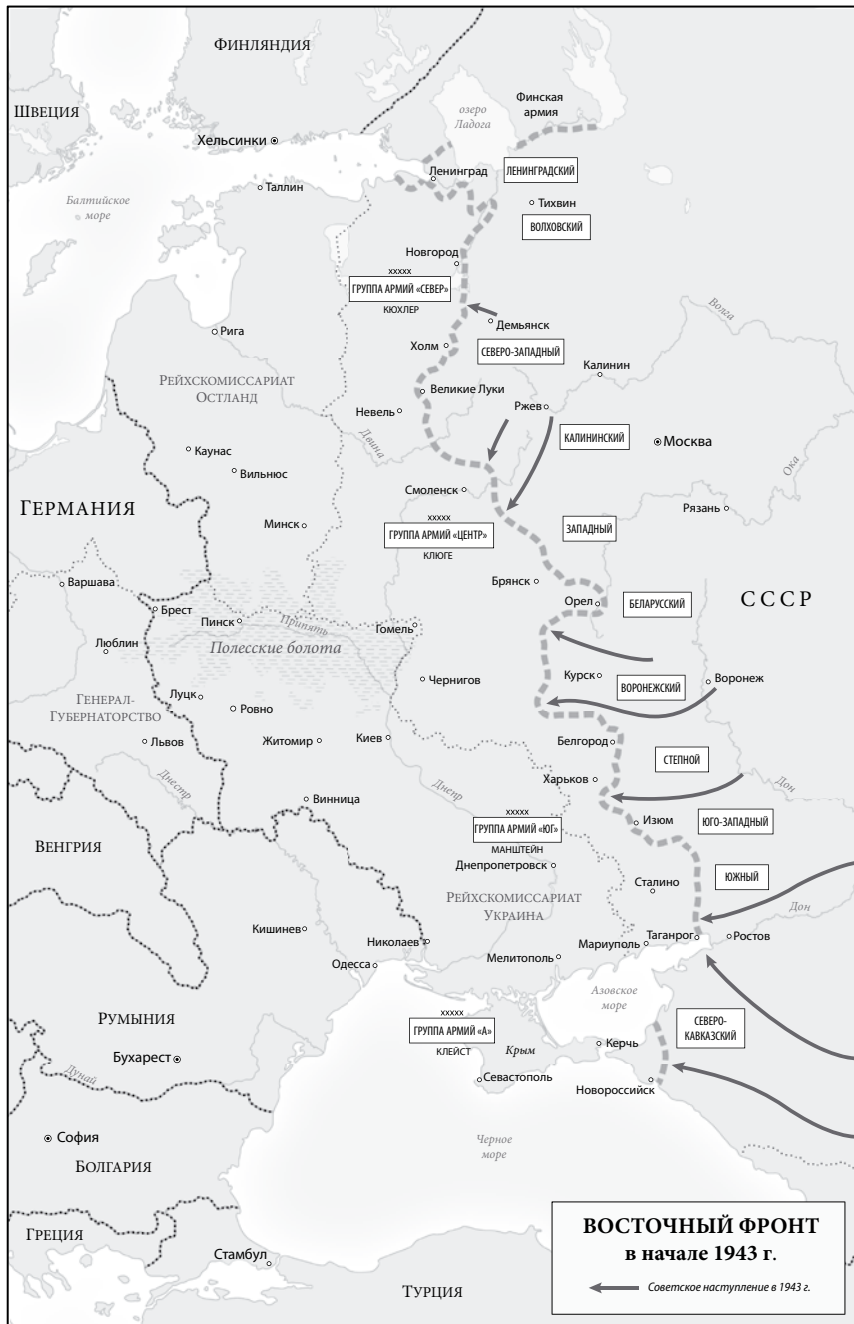 ФИНЛЯНДИЯ
ШВЕЦИЯ
озеро
Ладога
Финская
армия
Хельсинки
Ленинград
ЛЕНИНГРАДСКИЙ
Таллин
Балтийское
море
Тихвин
ВОЛХОВСКИЙ
Новгород
xxxxx
ГРУППА АРМИЙ «СЕВЕР»
КЮХЛЕР
Волга
Демьянск
Рига
Холм
СЕВЕРО-ЗАПАДНЫЙ
Калинин
РЕЙХСКОМИССАРИАТ
ОСТЛАНД
Великие Луки
Невель
Ржев
Двина
КАЛИНИНСКИЙ
Москва
Каунас
Вильнюс
Ока
Смоленск
ГЕРМАНИЯ
Минск
xxxxx
ГРУППА АРМИЙ «ЦЕНТР»
КЛЮГЕ
ЗАПАДНЫЙ
Рязань
Варшава
Брянск
СССР
Брест
Пинск
Припять
Гомель
Орел
БЕЛАРУССКИЙ
Люблин
Полесские болота
Чернигов
Курск
ВОРОНЕЖСКИЙ
Воронеж
ГЕНЕРАЛ-
ГУБЕРНАТОРСТВО
Луцк
Ровно
Львов
Житомир
Киев
Белгород
СТЕПНОЙ
Днестр
Харьков
Дон
Винница
Днепр
xxxxx
ГРУППА АРМИЙ «ЮГ»
МАНШТЕЙН
Изюм
ЮГО-ЗАПАДНЫЙ
ВЕНГРИЯ
Днепропетровск
Сталино
ЮЖНЫЙ
РЕЙХСКОМИССАРИАТ
УКРАИНА
Дон
Кишинев
Николаев
Таганрог
Ростов
Мариуполь
Одесса
Мелитополь
Азовское
море
РУМЫНИЯ
xxxxx
ГРУППА АРМИЙ «А»
КЛЕЙСТ
СЕВЕРО-
КАВКАЗСКИЙ
Бухарест
Дунай
Крым
Керчь
Севастополь
Новороссийск
София
Черное
море
БОЛГАРИЯ
ГРЕЦИЯ
Стамбул
ТУРЦИЯ
ВОСТОЧНЫЙ ФРОНТ
в начале 1943 г.
Советское наступление в 1943 г.